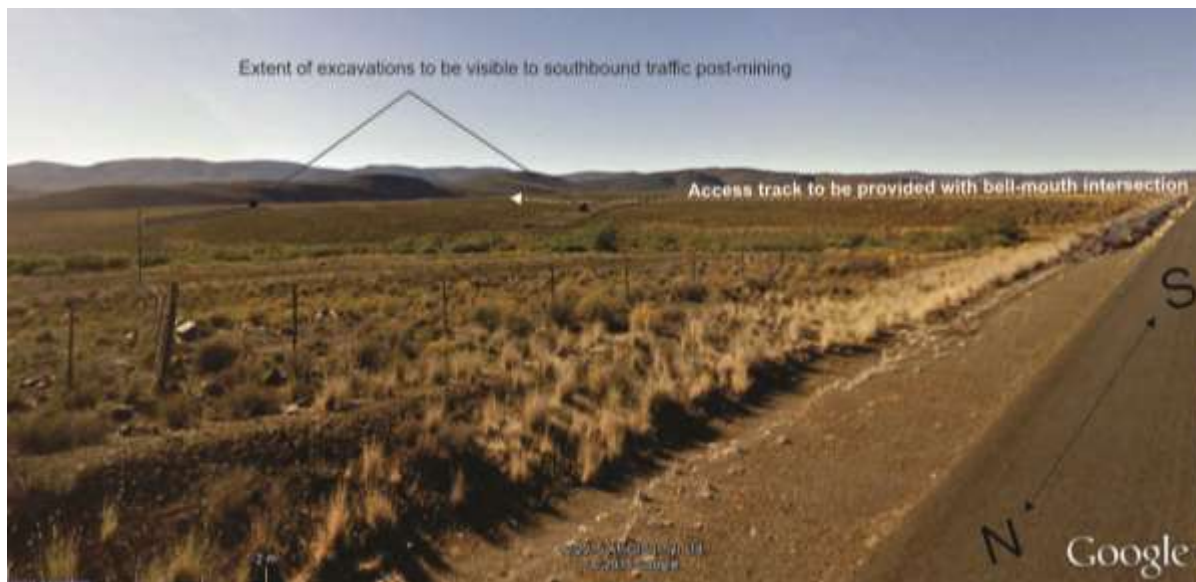 Extent of excavations to be visible to southbound traffic post-mining
Access track to be provided with bell-mouth intersection
S
N
Google